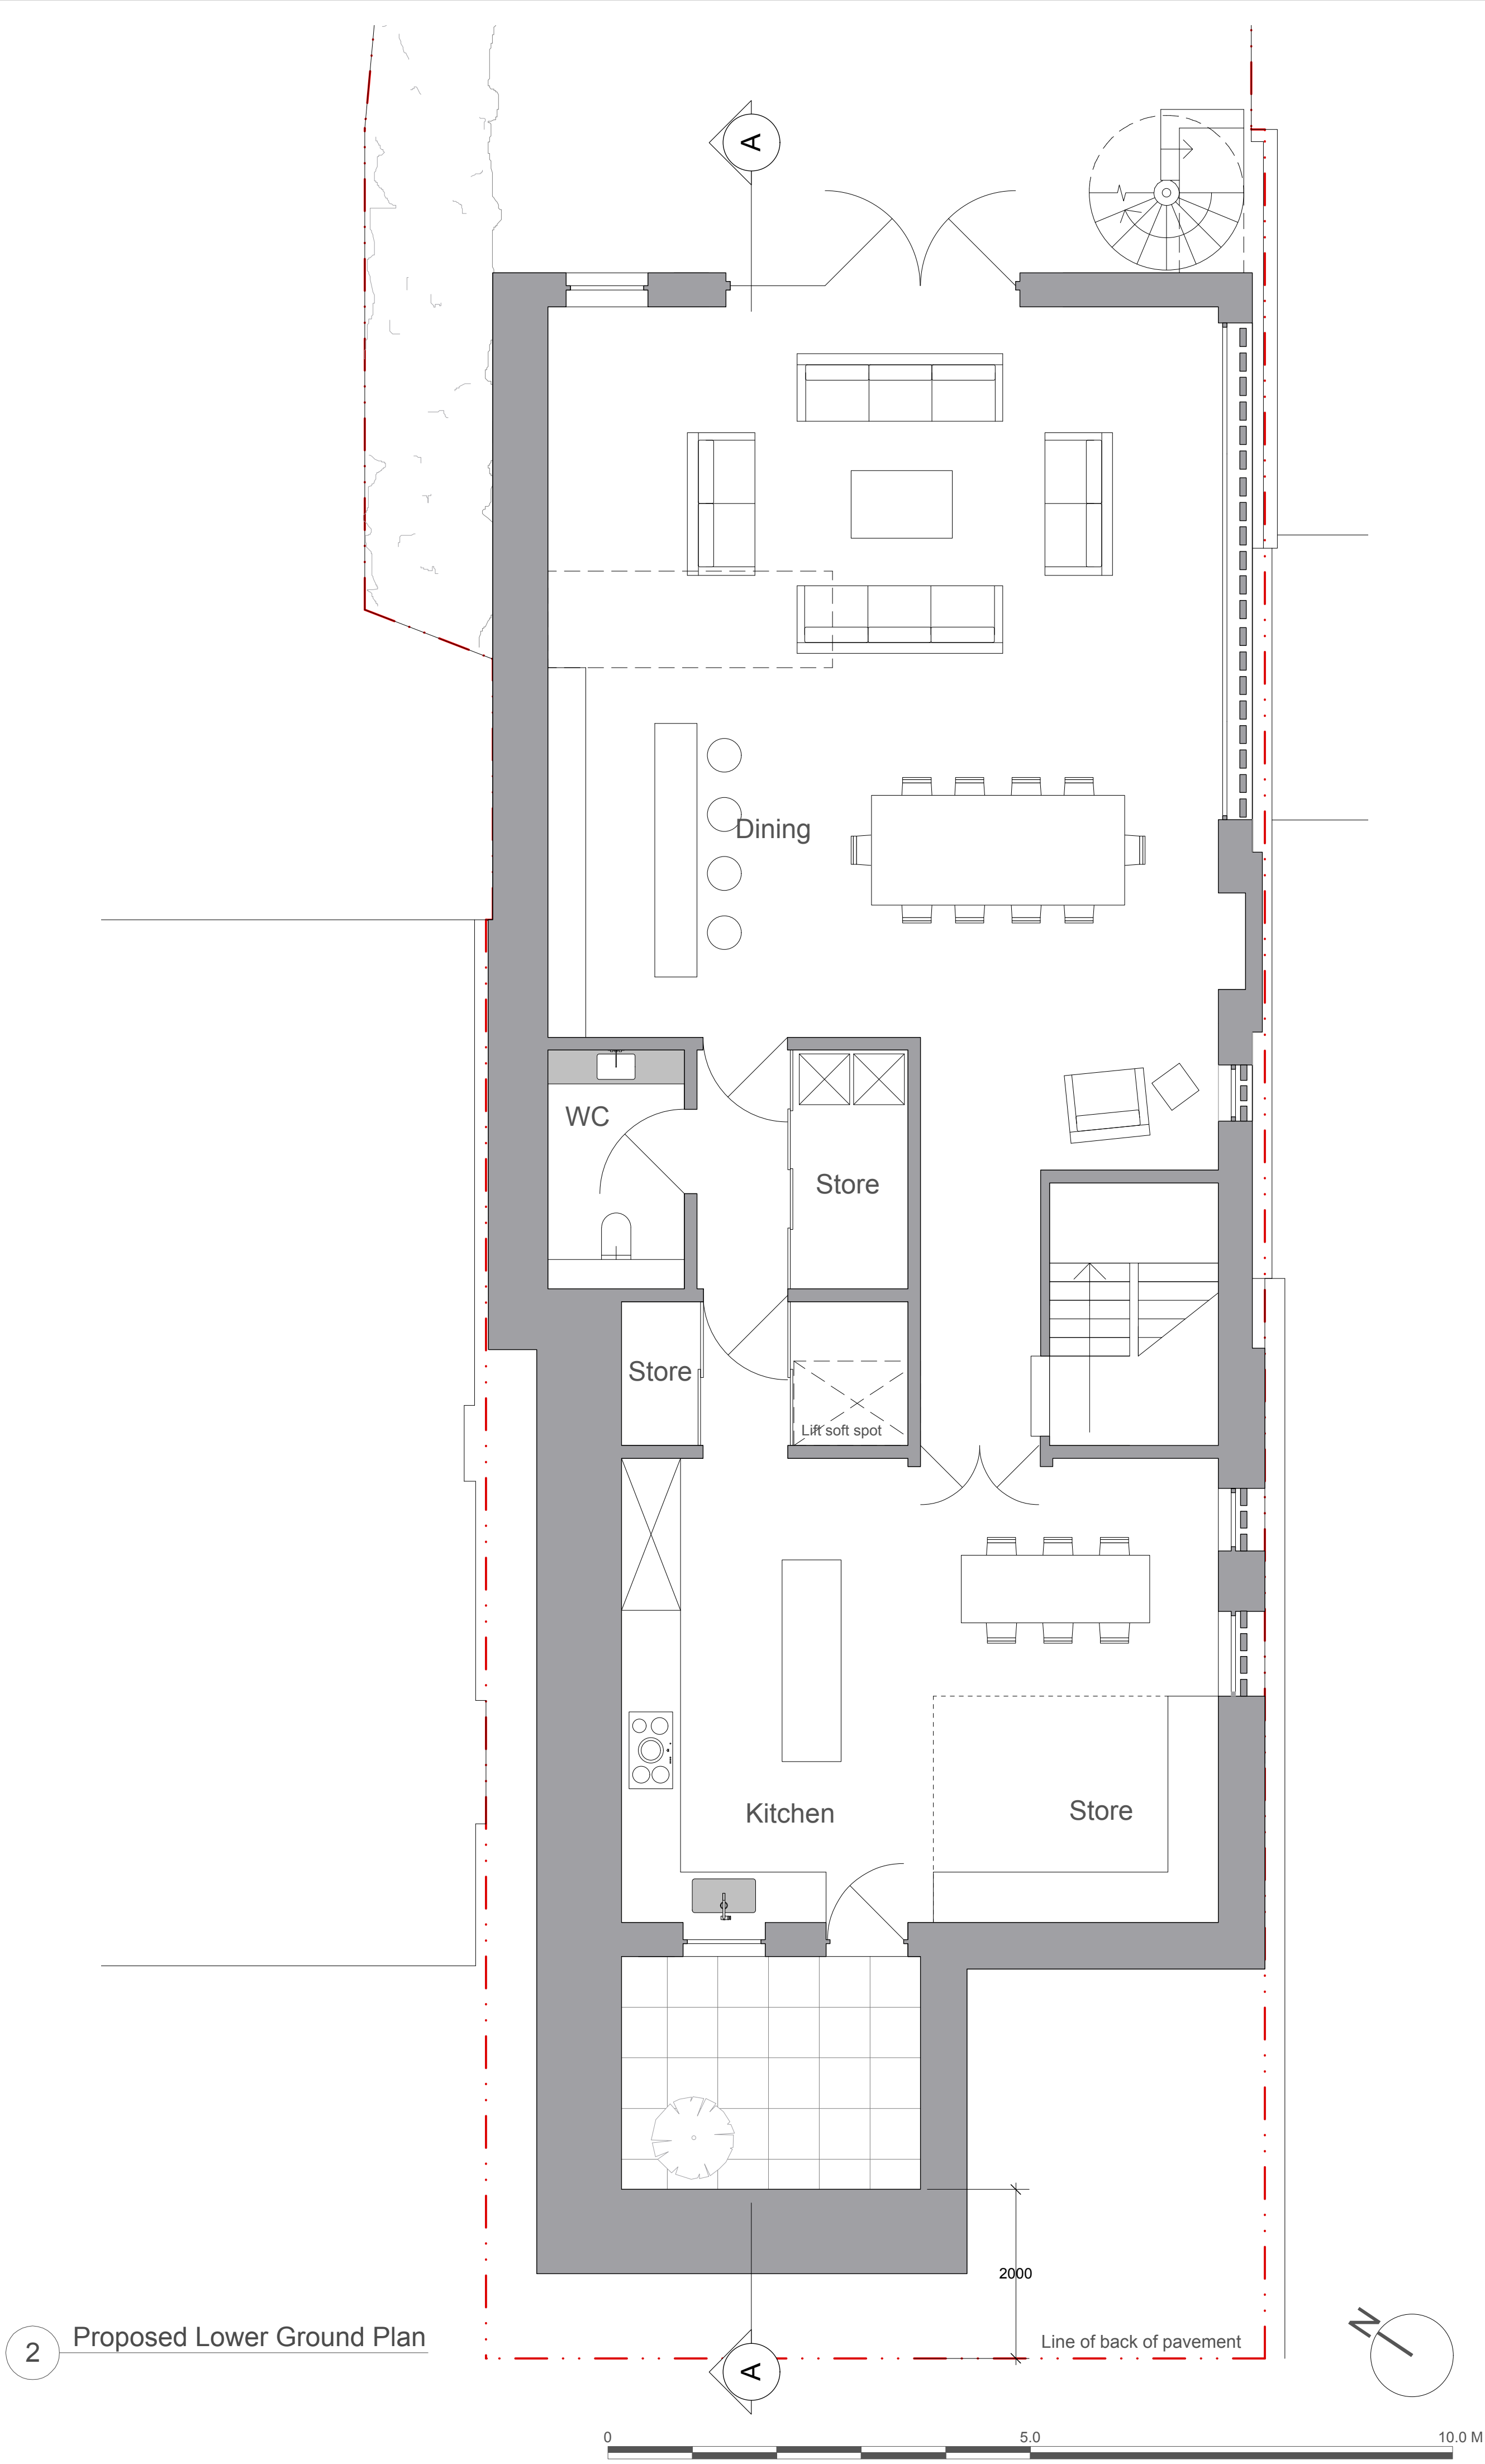 A
Dining
WC
Store
Store
Lift soft spot
Kitchen
Store
2000
2 Proposed Lower Ground Plan
Line of back of pavement
N
A
0 5.0 10.0 M